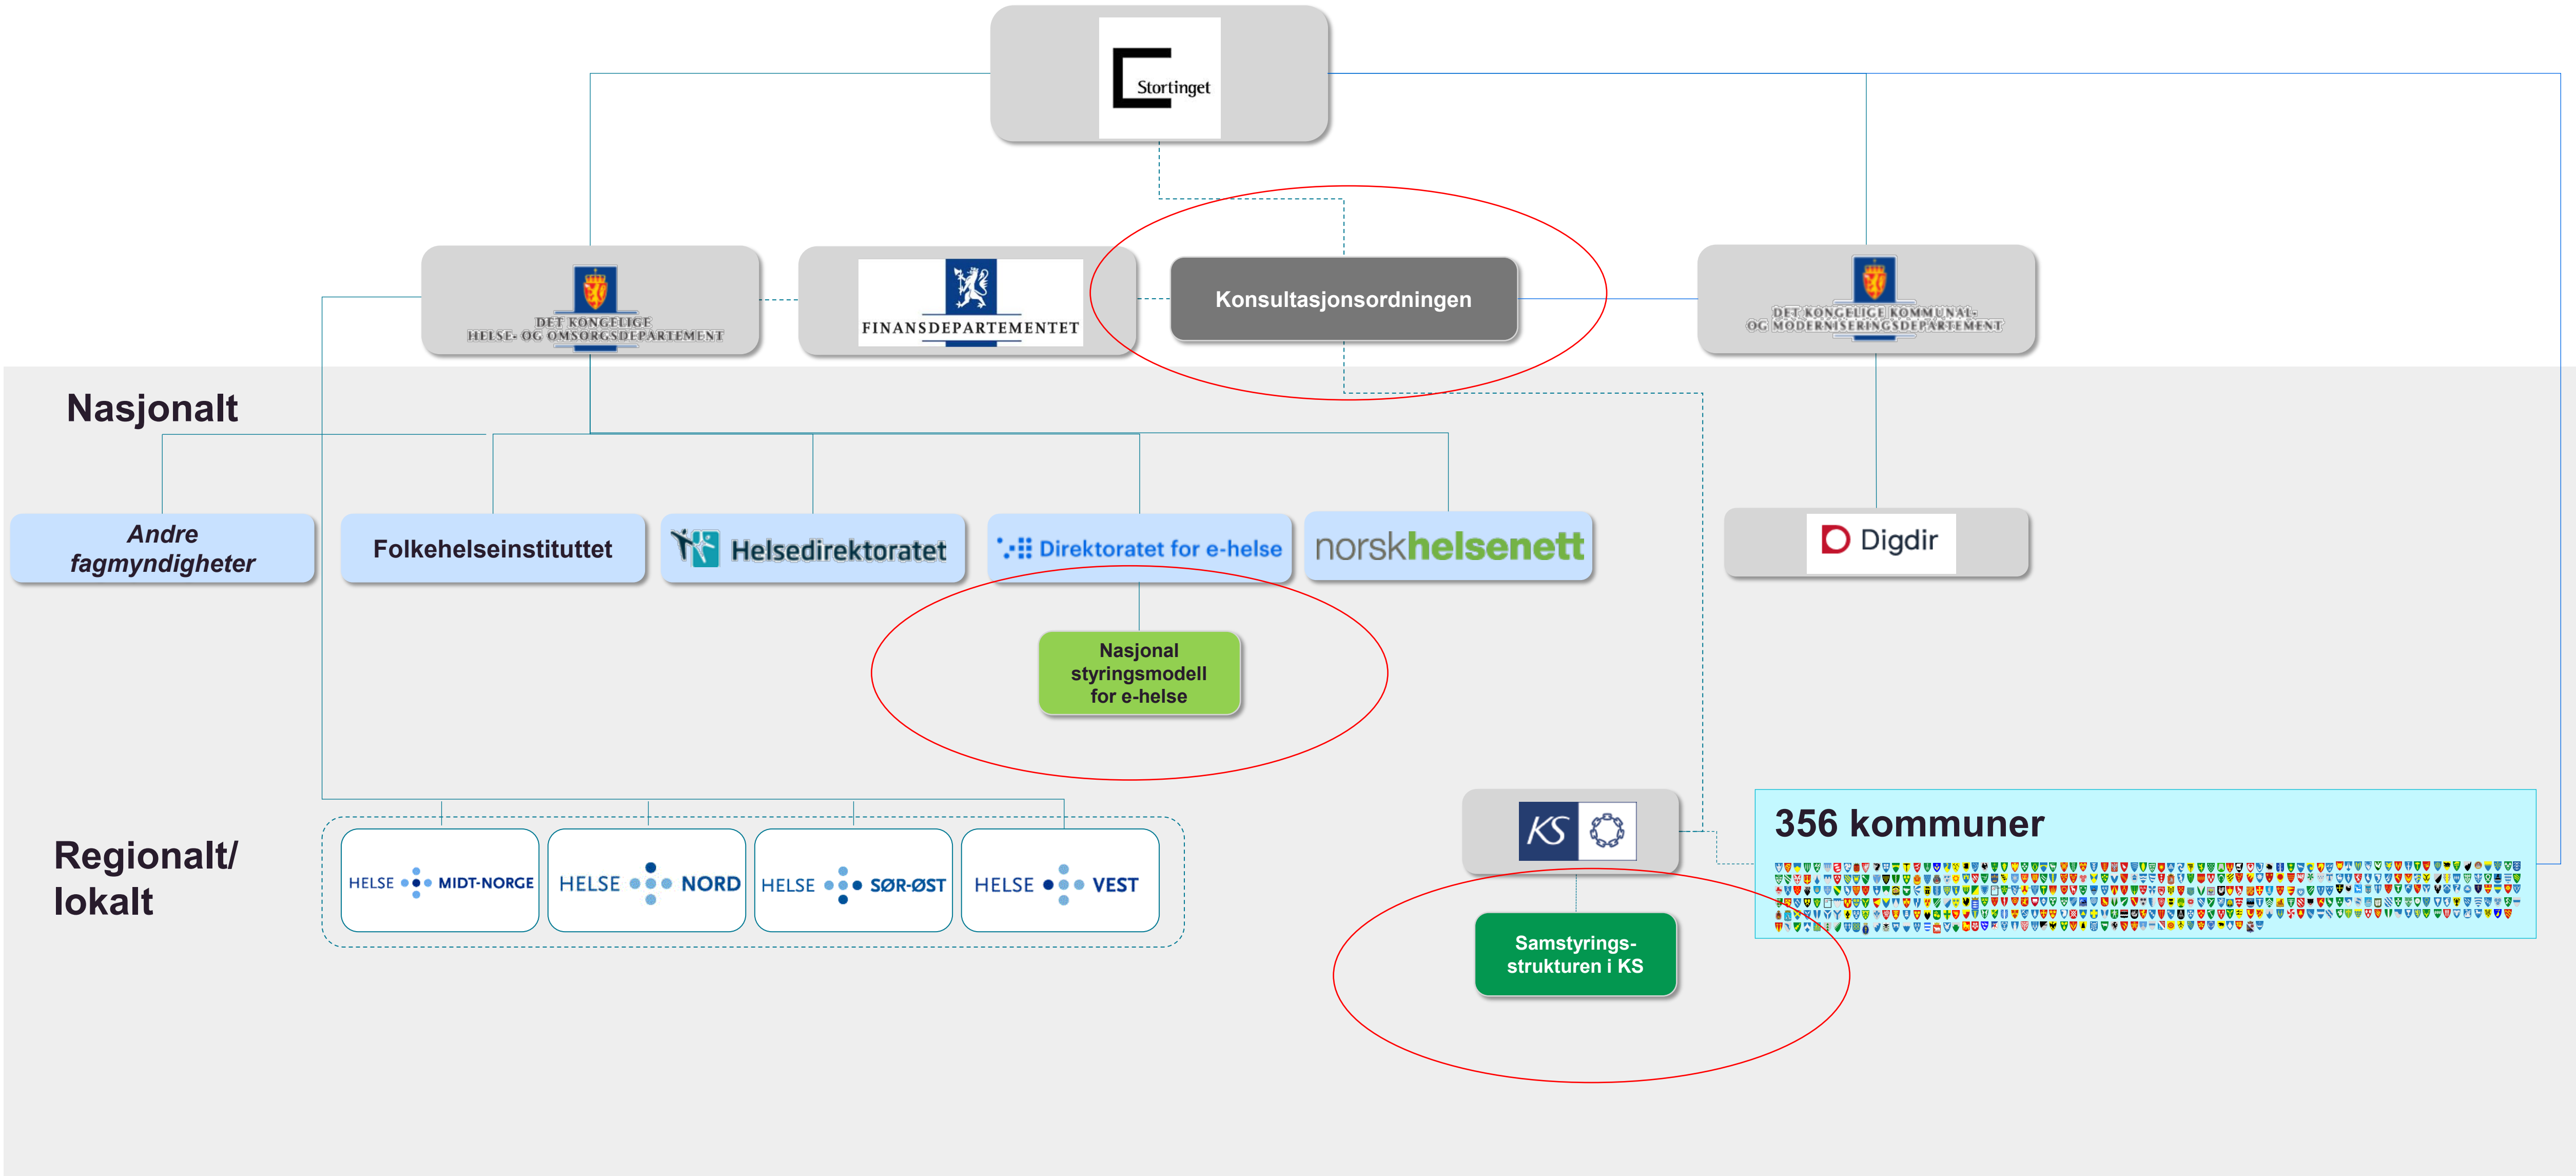 Stortinget
DET KONGELIGE
HELSE- OG OMSORGSDEPARTEMENT
FINANSDEPARTEMENTET
Konsultasjonsordningen
DET KONGELIGE KOMMUNAL-
OG MODERNISERINGSDEPARTEMENT
Nasjonalt
Andre
fagmyndigheter
Folkehelseinstituttet
Helsedirektoratet
Direktoratet for e-helse
norskhelsenett
Digdir
Nasjonal
styringsmodell
for e-helse
Regionalt/
lokalt
HELSE MIDT-NORGE
HELSE NORD
HELSE SØR-ØST
HELSE VEST
KS
356 kommuner
Samstyrings-
strukturen i KS